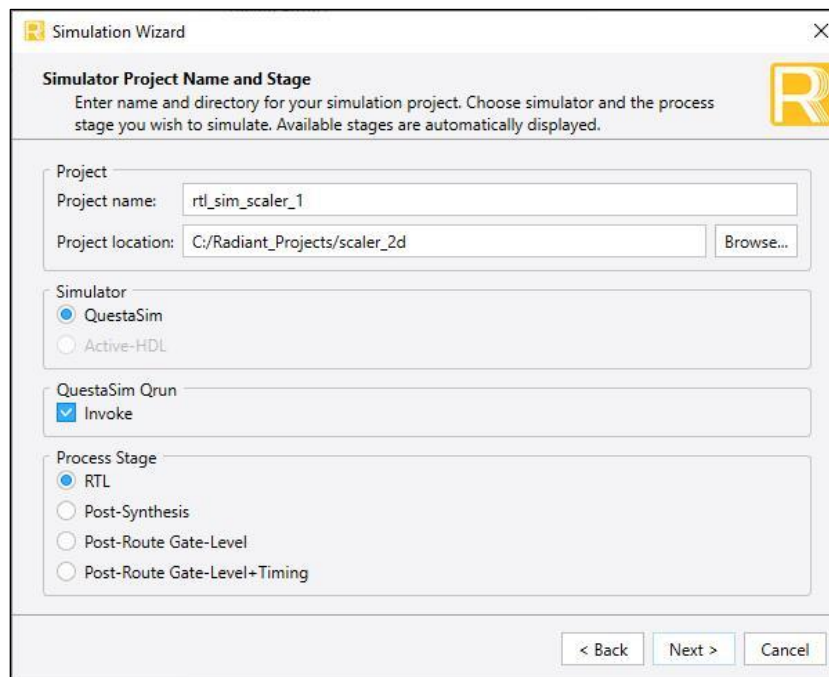 Simulation Wizard
Simulator Project Name and Stage
Enter name and directory for your simulation project. Choose simulator and the process
stage you wish to simulate. Available stages are automatically displayed.
Project
Project name: rtl_sim_scaler_1
Project location: C:/Radiant_Projects/scaler_2d Browse...
Simulator
QuestaSim
Active-HDL
QuestaSim Qrun
Invoke
Process Stage
RTL
Post-Synthesis
Post-Route Gate-Level
Post-Route Gate-Level+Timing
< Back Next > Cancel